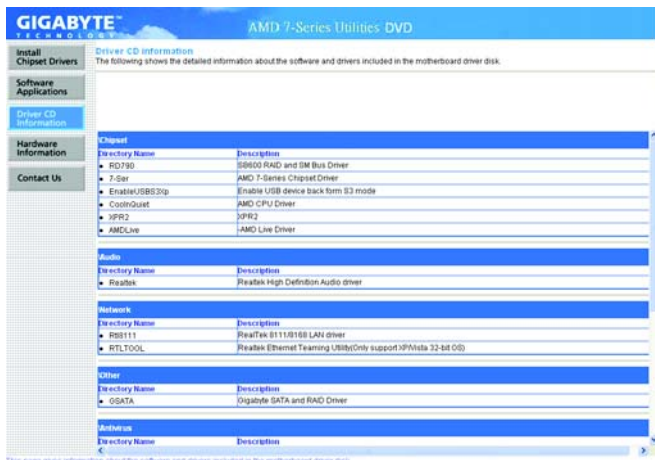 GIGABYTE™
TECHNOLOGY
AMD 7-Series Utilities DVD
Install Chipset Drivers
Software Applications
Driver CD Information
Hardware Information
Contact Us
Driver CD information
The following shows the detailed information about the software and drivers included in the motherboard driver disk.
\Chipset
Directory Name Description
• RD790 SB600 RAID and SM Bus Driver
• 7-Ser AMD 7-Series Chipset Driver
• EnableUSBS3Xp Enable USB device back form S3 mode
• CoolnQuiet AMD CPU Driver
• XPR2 XPR2
• AMDLive -AMD Live Driver
\Audio
Directory Name Description
• Realtek Realtek High Definition Audio driver
\Network
Directory Name Description
• Rtl8111 RealTek 8111/8168 LAN driver
• RTLTOOL Realtek Ethernet Teaming Utility(Only support XP/Vista 32-bit OS)
\Other
Directory Name Description
• GSATA Gigabyte SATA and RAID Driver
\Antivirus
Directory Name Description